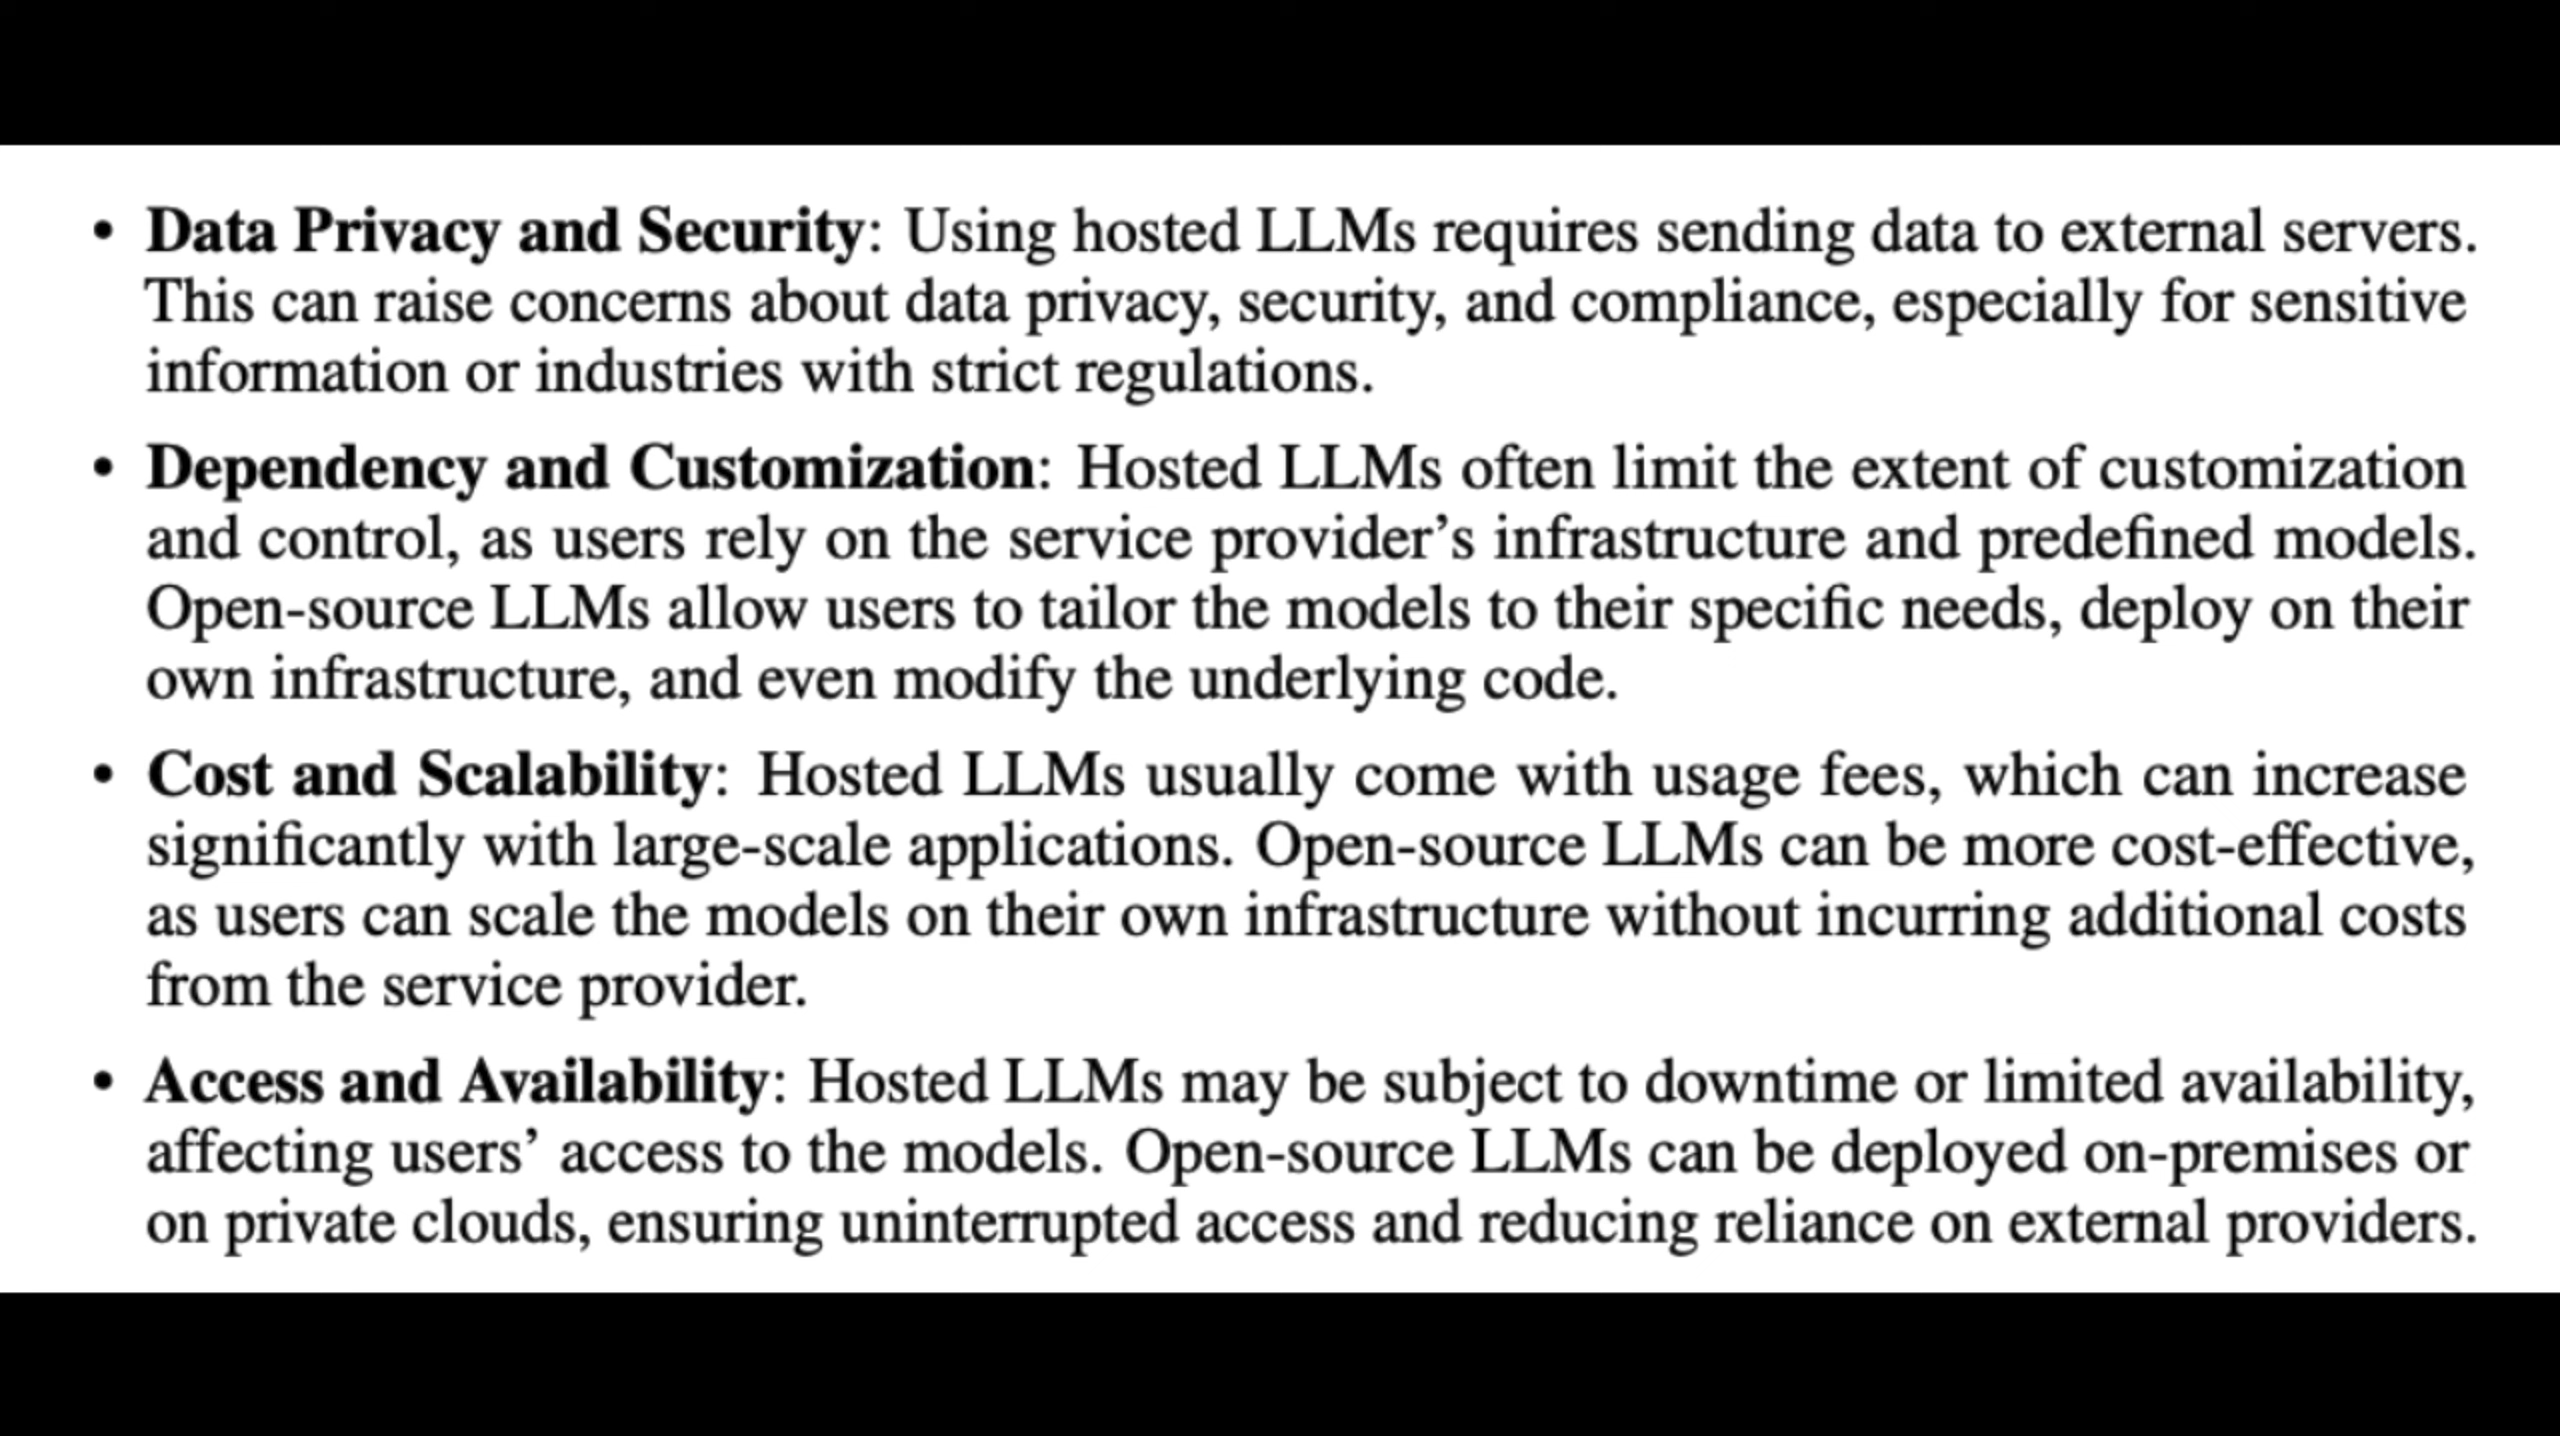 • Data Privacy and Security: Using hosted LLMs requires sending data to external servers.
This can raise concerns about data privacy, security, and compliance, especially for sensitive
information or industries with strict regulations.
• Dependency and Customization: Hosted LLMs often limit the extent of customization
and control, as users rely on the service provider’s infrastructure and predefined models.
Open-source LLMs allow users to tailor the models to their specific needs, deploy on their
own infrastructure, and even modify the underlying code.
• Cost and Scalability: Hosted LLMs usually come with usage fees, which can increase
significantly with large-scale applications. Open-source LLMs can be more cost-effective,
as users can scale the models on their own infrastructure without incurring additional costs
from the service provider.
• Access and Availability: Hosted LLMs may be subject to downtime or limited availability,
affecting users’ access to the models. Open-source LLMs can be deployed on-premises or
on private clouds, ensuring uninterrupted access and reducing reliance on external providers.